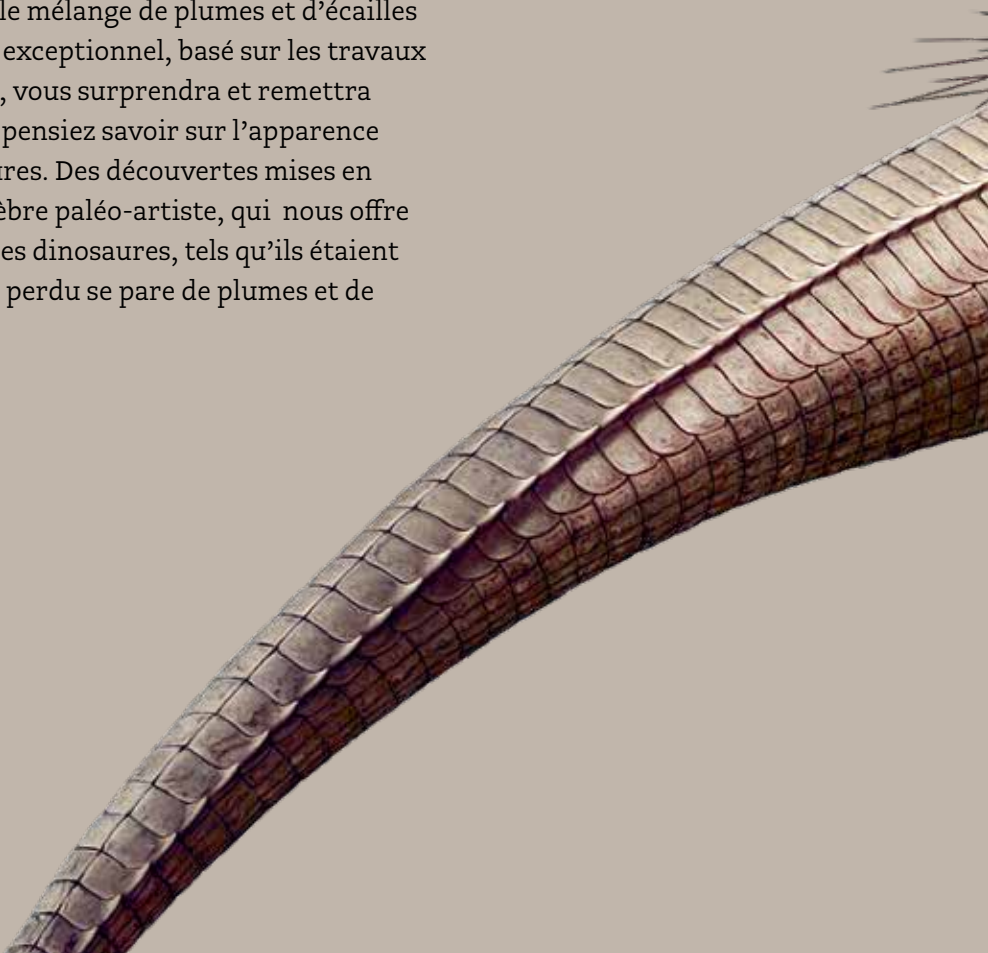 le mélange de plumes et d’écailles
exceptionnel, basé sur les travaux
, vous surprendra et remettra
pensiez savoir sur l’apparence
res. Des découvertes mises en
bre paléo-artiste, qui  nous offre
es dinosaures, tels qu’ils étaient
perdu se pare de plumes et de